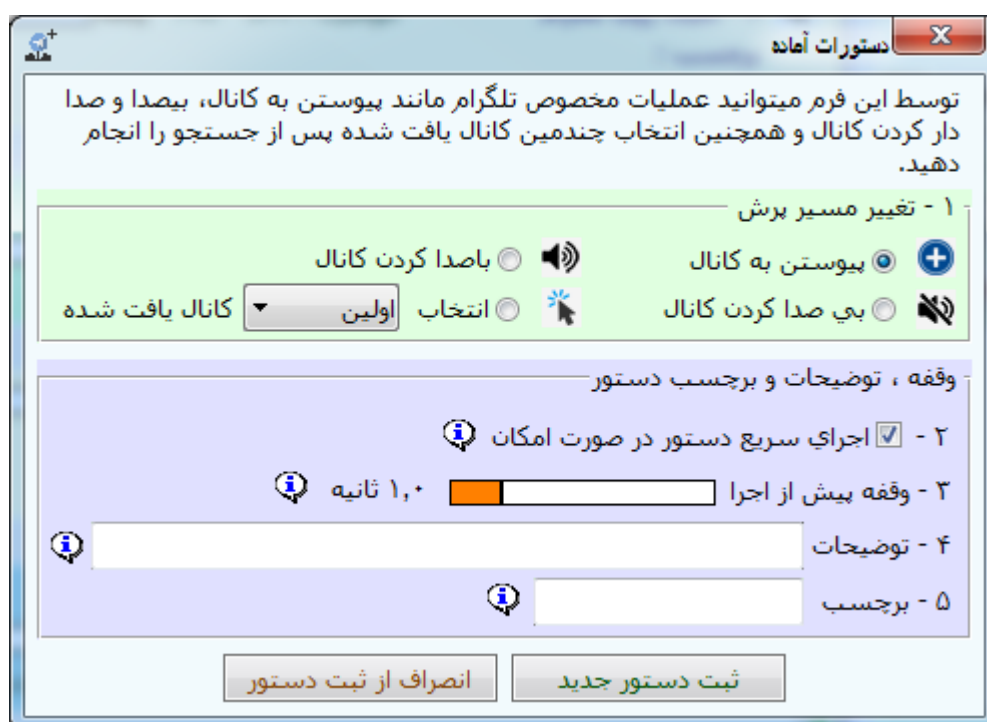 دستورات آماده
توسط این فرم میتوانید عملیات مخصوص تلگرام مانند پیوستن به کانال، بیصدا و صدا
دار کردن کانال و همچنین انتخاب چندمین کانال یافت شده پس از جستجو را انجام
دهید.
۱ - تغییر مسیر پرش
پیوستن به کانال
باصدا کردن کانال
بي صدا کردن کانال
انتخاب اولین کانال یافت شده
وقفه ، توضیحات و برچسب دستور
۲ - اجراي سریع دستور در صورت امکان
۳ - وقفه پیش از اجرا ۱,۰ ثانیه
۴ - توضیحات
۵ - برچسب
ثبت دستور جدید
انصراف از ثبت دستور